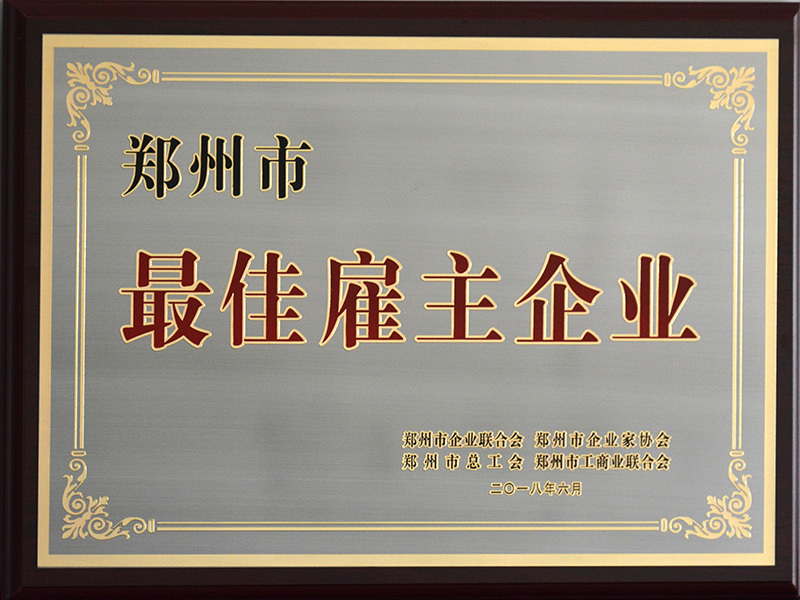 郑州市
最佳雇主企业
郑州市企业联合会 郑州市企业家协会
郑州市总工会 郑州市工商业联合会
二〇一八年六月